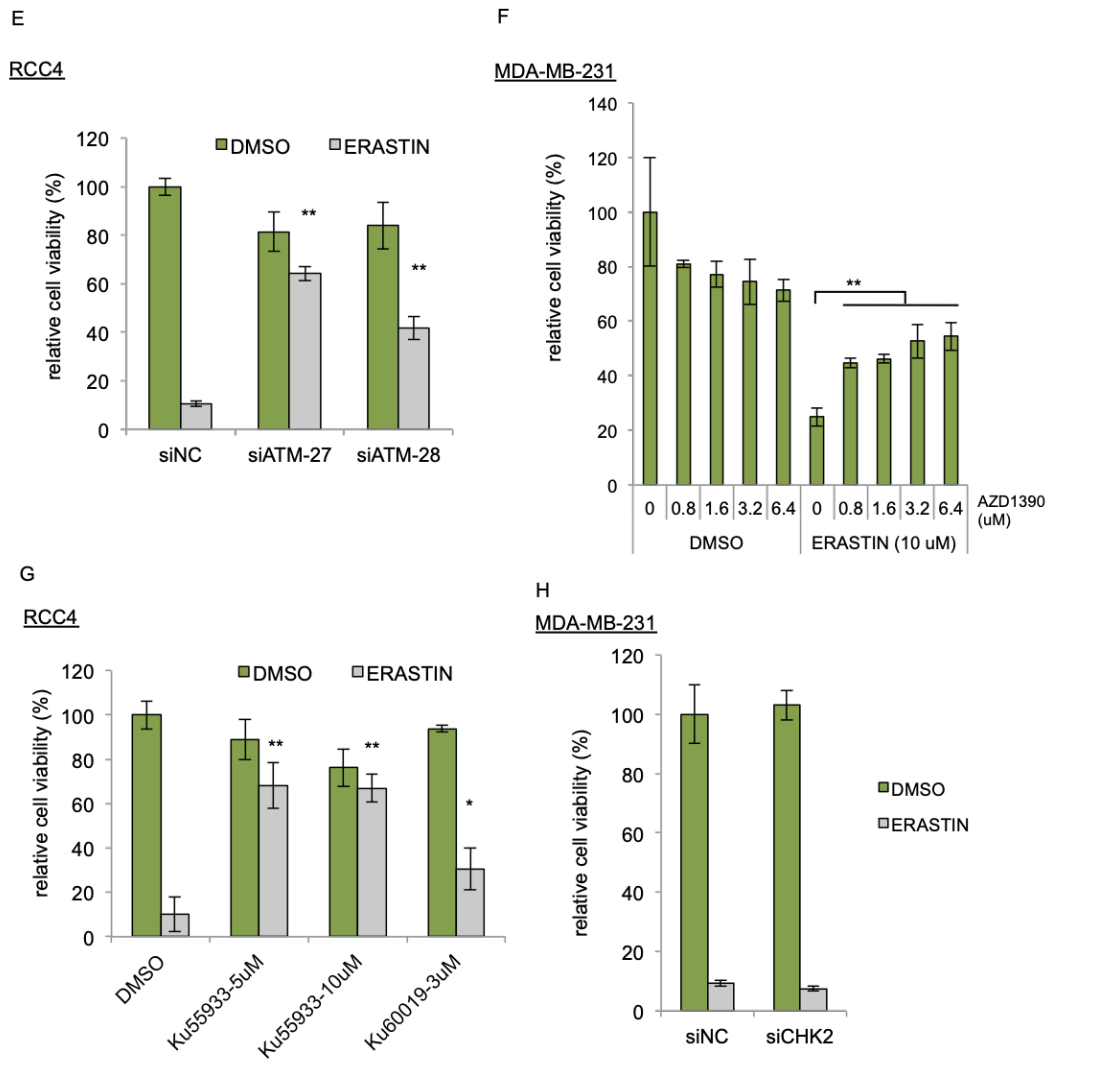 E
RCC4
DMSO ERASTIN
relative cell viability (%)
120
100
80
60
40
20
0
**
**
siNC siATM-27 siATM-28
F
MDA-MB-231
relative cell viability (%)
140
120
100
80
60
40
20
0
**
0 0.8 1.6 3.2 6.4 0 0.8 1.6 3.2 6.4 AZD1390
(uM)
DMSO ERASTIN (10 uM)
G
RCC4
DMSO ERASTIN
relative cell viability (%)
120
100
80
60
40
20
0
** **
*
DMSO Ku55933-5uM Ku55933-10uM Ku60019-3uM
H
MDA-MB-231
relative cell viability (%)
120
100
80
60
40
20
0
DMSO
ERASTIN
siNC siCHK2